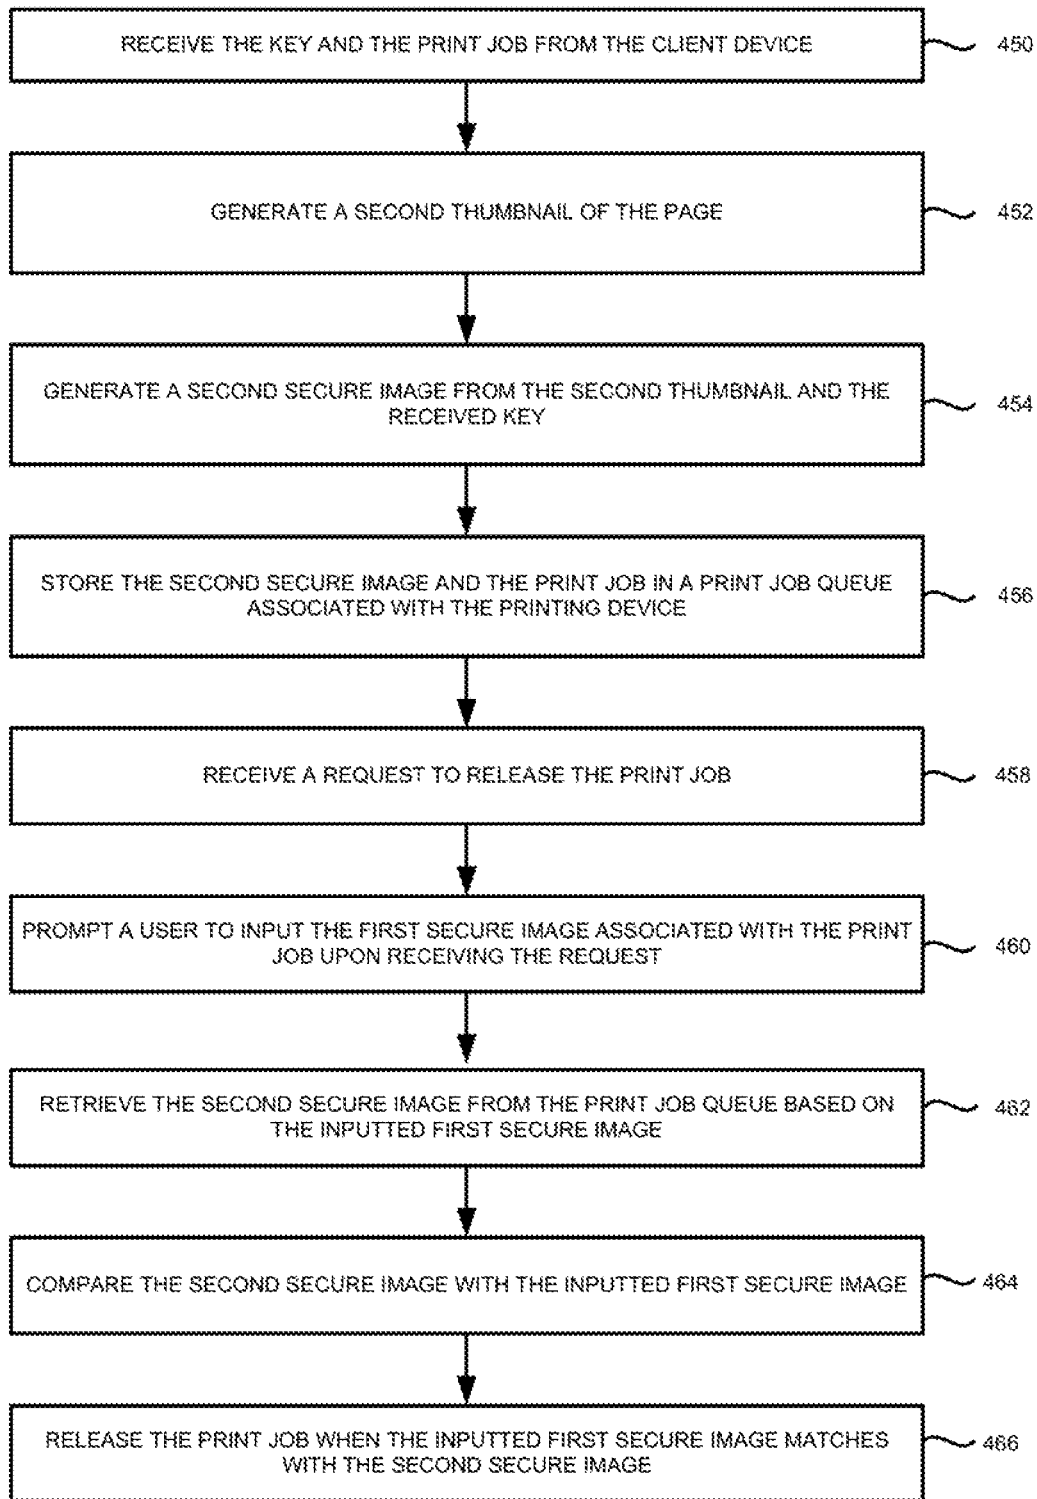 RECEIVE THE KEY AND THE PRINT JOB FROM THE CLIENT DEVICE
450
GENERATE A SECOND THUMBNAIL OF THE PAGE
452
GENERATE A SECOND SECURE IMAGE FROM THE SECOND THUMBNAIL AND THE
RECEIVED KEY
454
STORE THE SECOND SECURE IMAGE AND THE PRINT JOB IN A PRINT JOB QUEUE
ASSOCIATED WITH THE PRINTING DEVICE
456
RECEIVE A REQUEST TO RELEASE THE PRINT JOB
458
PROMPT A USER TO INPUT THE FIRST SECURE IMAGE ASSOCIATED WITH THE PRINT
JOB UPON RECEIVING THE REQUEST
460
RETRIEVE THE SECOND SECURE IMAGE FROM THE PRINT JOB QUEUE BASED ON
THE INPUTTED FIRST SECURE IMAGE
462
COMPARE THE SECOND SECURE IMAGE WITH THE INPUTTED FIRST SECURE IMAGE
464
RELEASE THE PRINT JOB WHEN THE INPUTTED FIRST SECURE IMAGE MATCHES
WITH THE SECOND SECURE IMAGE
466